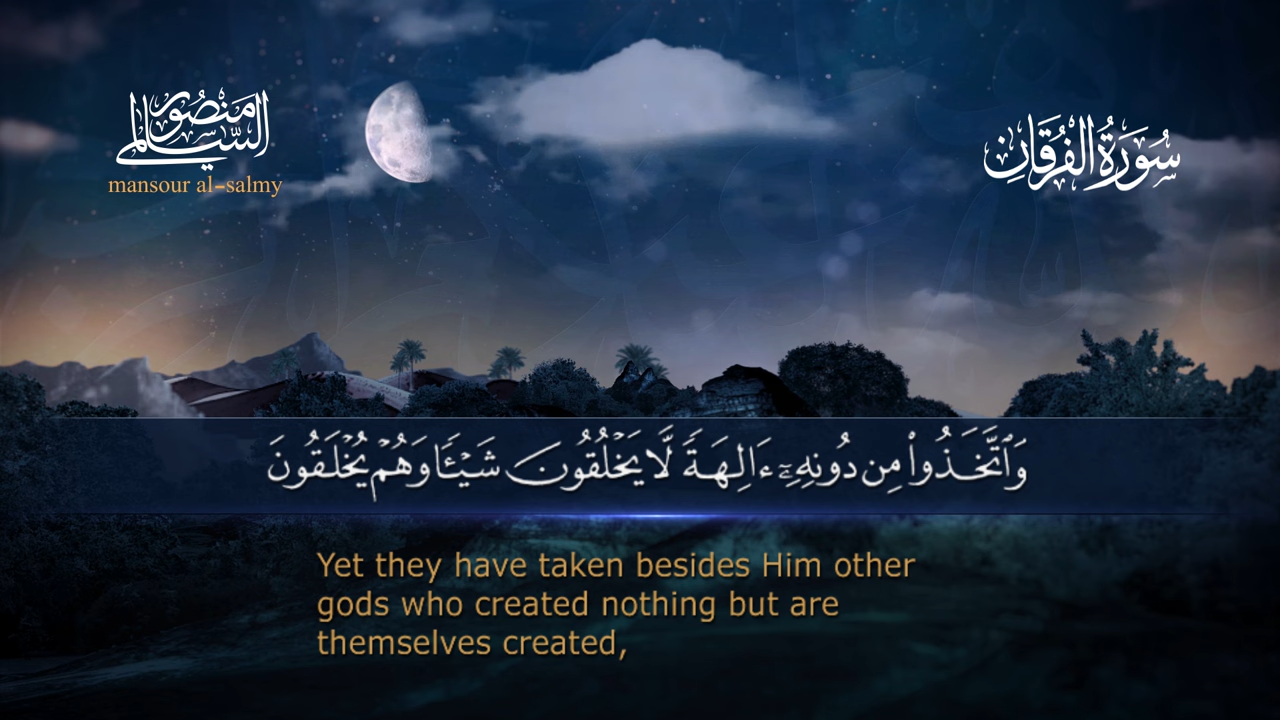 منصور السالمي
mansour al-salmy
سُورَةُ الفُرْقَانِ
وَٱتَّخَذُوا۟ مِن دُونِهِۦٓ ءَالِهَةً لَّا يَخْلُقُونَ شَيْـًٔا وَهُمْ يُخْلَقُونَ
Yet they have taken besides Him other
gods who created nothing but are
themselves created,